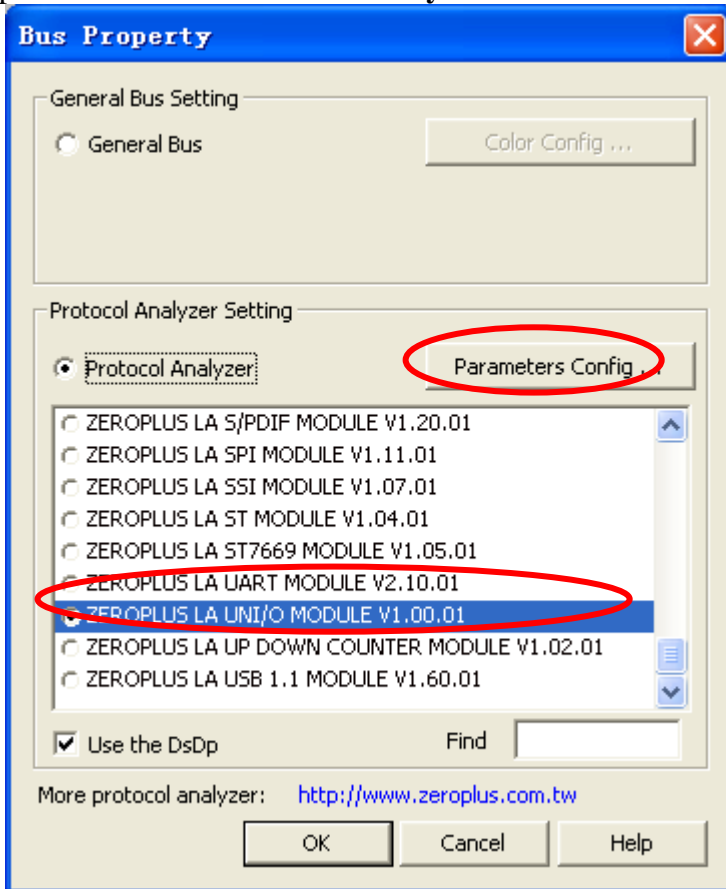 Bus Property
General Bus Setting
General Bus
Color Config ...
Protocol Analyzer Setting
Protocol Analyzer
Parameters Config ...
ZEROPLUS LA S/PDIF MODULE V1.20.01
ZEROPLUS LA SPI MODULE V1.11.01
ZEROPLUS LA SSI MODULE V1.07.01
ZEROPLUS LA ST MODULE V1.04.01
ZEROPLUS LA ST7669 MODULE V1.05.01
ZEROPLUS LA UART MODULE V2.10.01
ZEROPLUS LA UNI/O MODULE V1.00.01
ZEROPLUS LA UP DOWN COUNTER MODULE V1.02.01
ZEROPLUS LA USB 1.1 MODULE V1.60.01
Use the DsDp
Find
More protocol analyzer: http://www.zeroplus.com.tw
OK
Cancel
Help